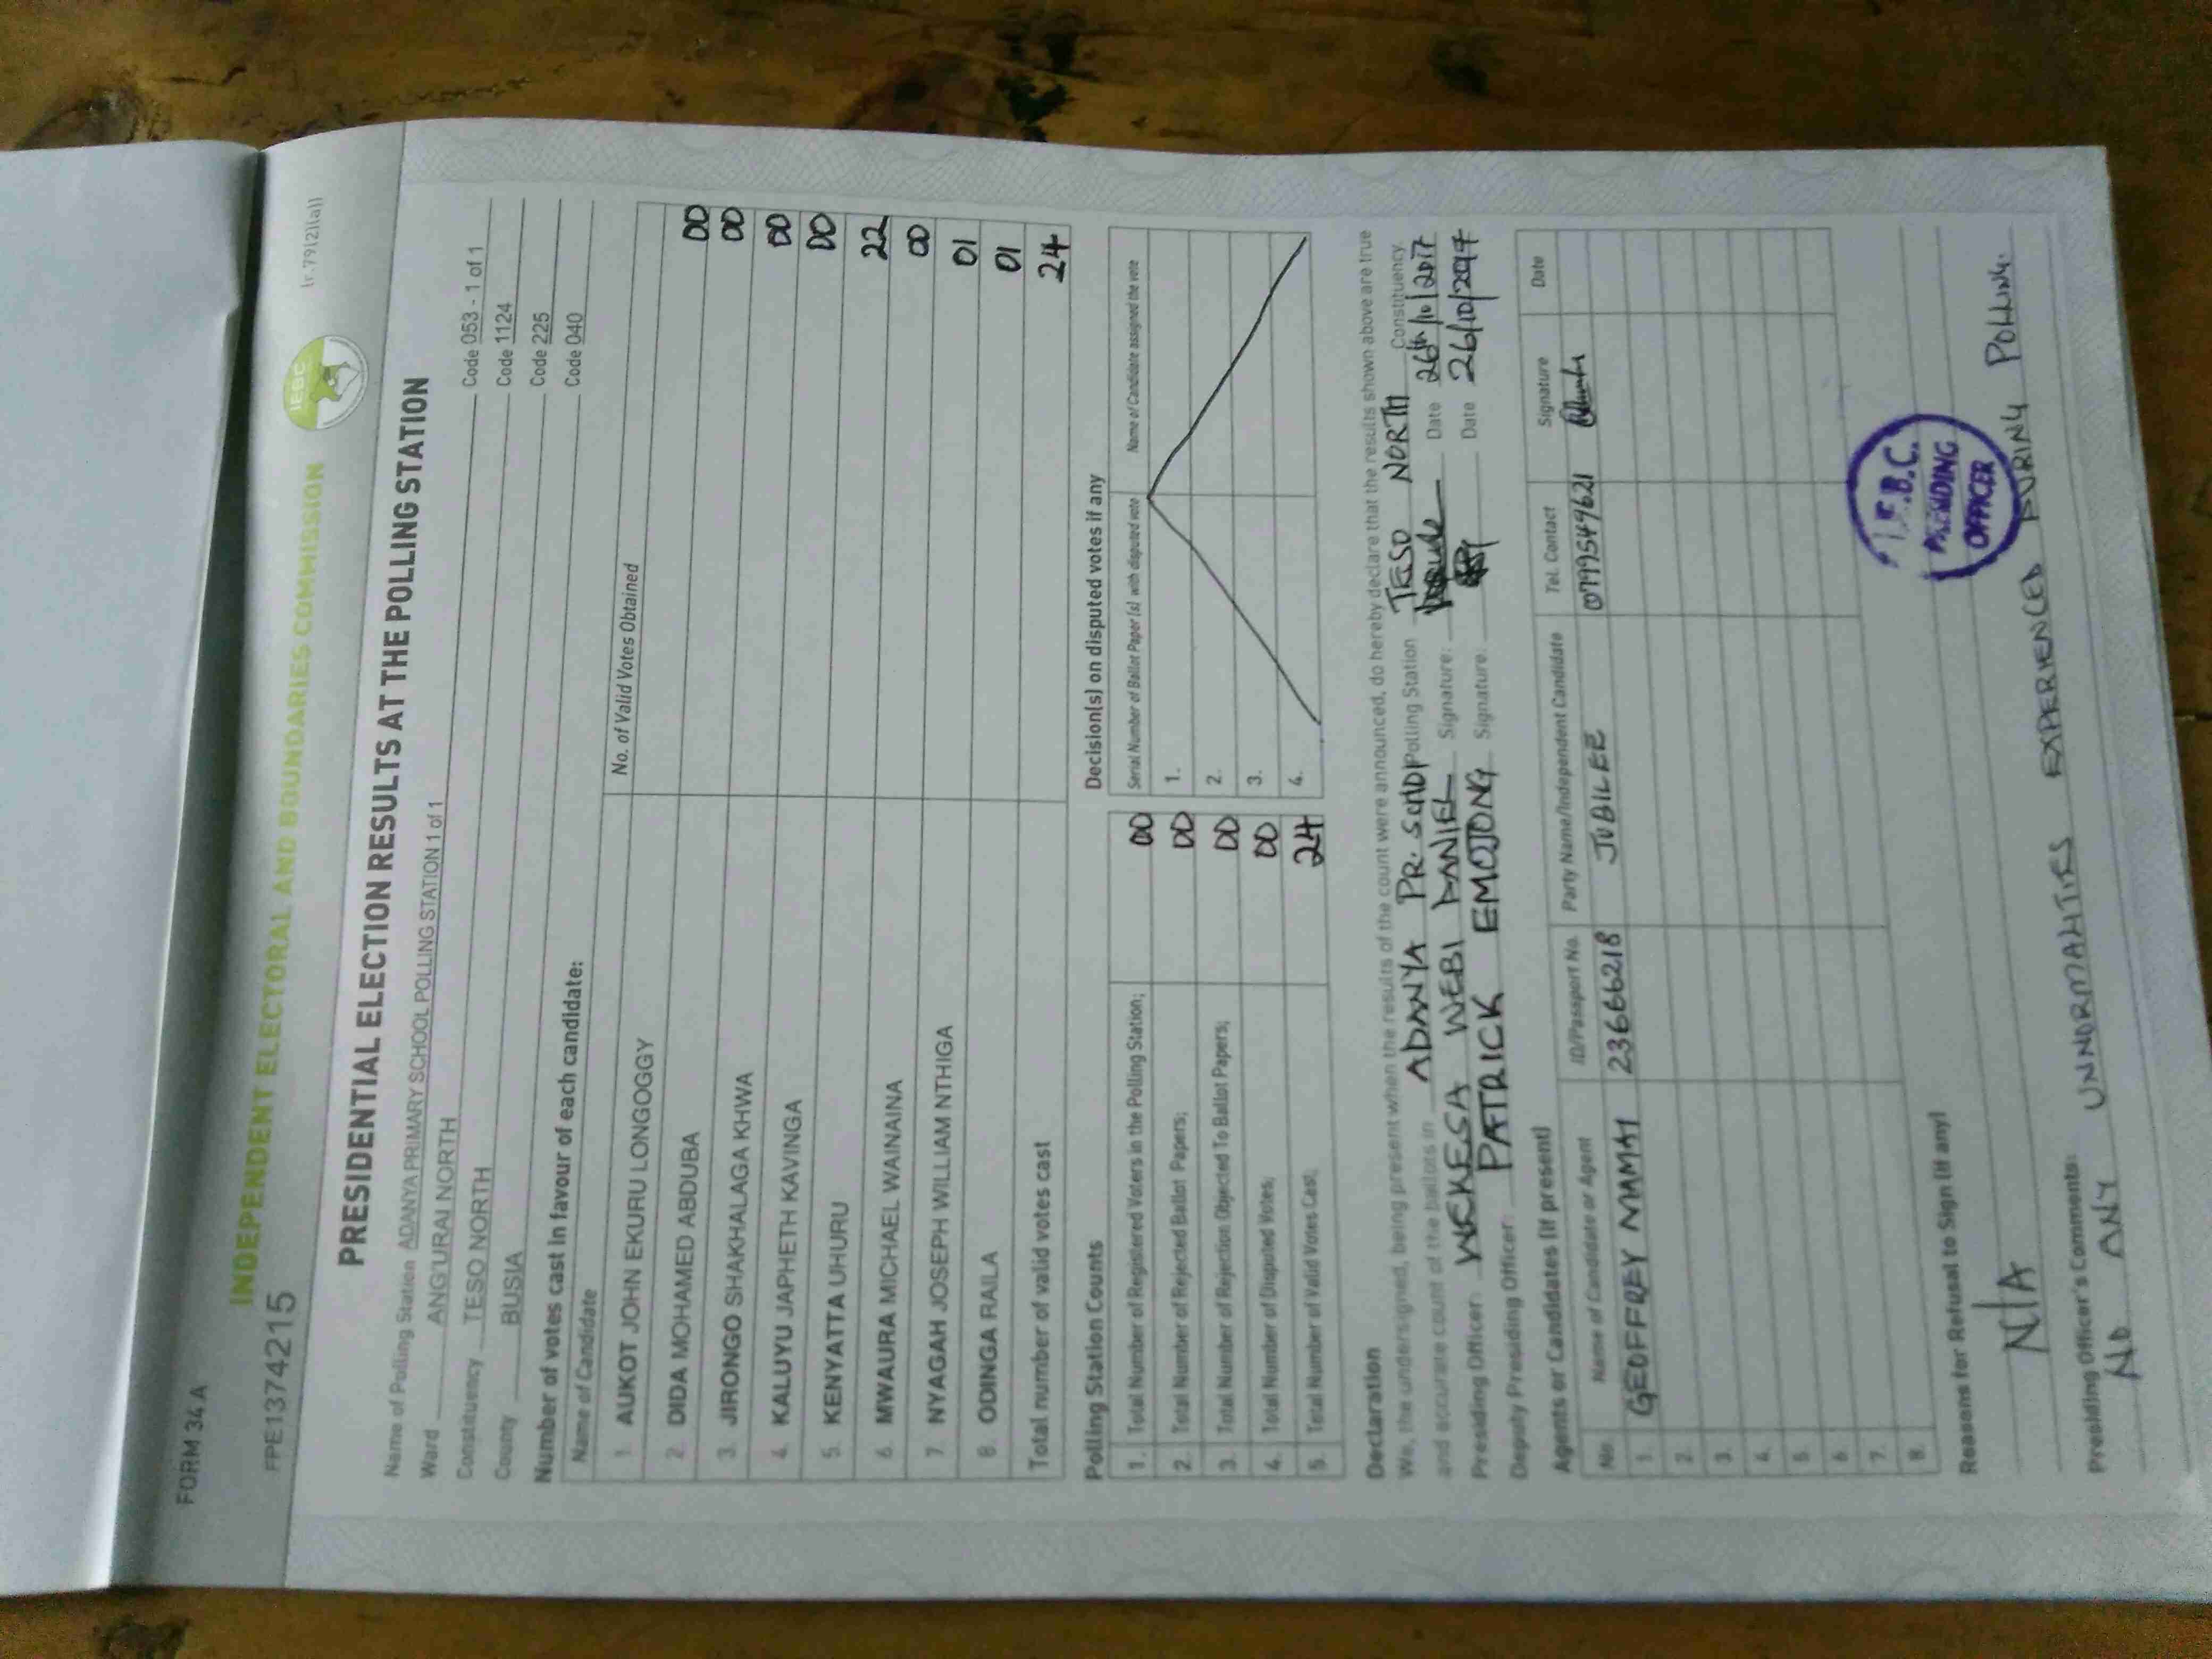 FORM 34A
(r.79(2)(a))
INDEPENDENT ELECTORAL AND BOUNDARIES COMMISSION
IEBC
FPE1374215
PRESIDENTIAL ELECTION RESULTS AT THE POLLING STATION
Name of Polling Station ADANYA PRIMARY SCHOOL POLLING STATION 1 of 1 Code 053 - 1 of 1
Ward ANG'URAI NORTH Code 1124
Constituency TESO NORTH Code 225
County BUSIA Code 040
Number of votes cast in favour of each candidate:
Name of Candidate No. of Valid Votes Obtained
1. AUKOT JOHN EKURU LONGOGGY 00
2. DIDA MOHAMED ABDUBA 00
3. JIRONGO SHAKHALAGA KHWA 00
4. KALUYU JAPHETH KAVINGA 00
5. KENYATTA UHURU 22
6. MWAURA MICHAEL WAINAINA 00
7. NYAGAH JOSEPH WILLIAM NTHIGA 01
8. ODINGA RAILA 01
Total number of valid votes cast 24
Polling Station Counts
1. Total Number of Registered Voters in the Polling Station; 00
2. Total Number of Rejected Ballot Papers; 00
3. Total Number of Rejection Objected To Ballot Papers; 00
4. Total Number of Disputed Votes; 00
5. Total Number of Valid Votes Cast; 24
Decision(s) on disputed votes if any
Serial Number of Ballot Paper (s) with disputed vote Name of Candidate assigned the vote
1.
2.
3.
4.
Declaration
We, the undersigned, being present when the results of the count were announced, do hereby declare that the results shown above are true
and accurate count of the ballots in ADANYA PR. Polling Station TESO NORTH Constituency.
Presiding Officer: WEKESA WEBI DANIEL Signature: Date 26th/10/2017
Deputy Presiding Officer: PATRICK EMOJONG Signature: Date 26/10/2017
Agents or Candidates (if present)
No. Name of Candidate or Agent ID/Passport No. Party Name/Independent Candidate Tel. Contact Signature Date
1. GEOFFREY MAMAI 23666218 JUBILEE 0799544621
2.
3.
4.
5.
6.
7.
8.
I.E.B.C.
PRESIDING
OFFICER
Reasons for Refusal to Sign (if any)
N/A
Presiding Officer's Comments:
NO ANY UNNORMALITIES EXPERIENCED DURING POLLING.